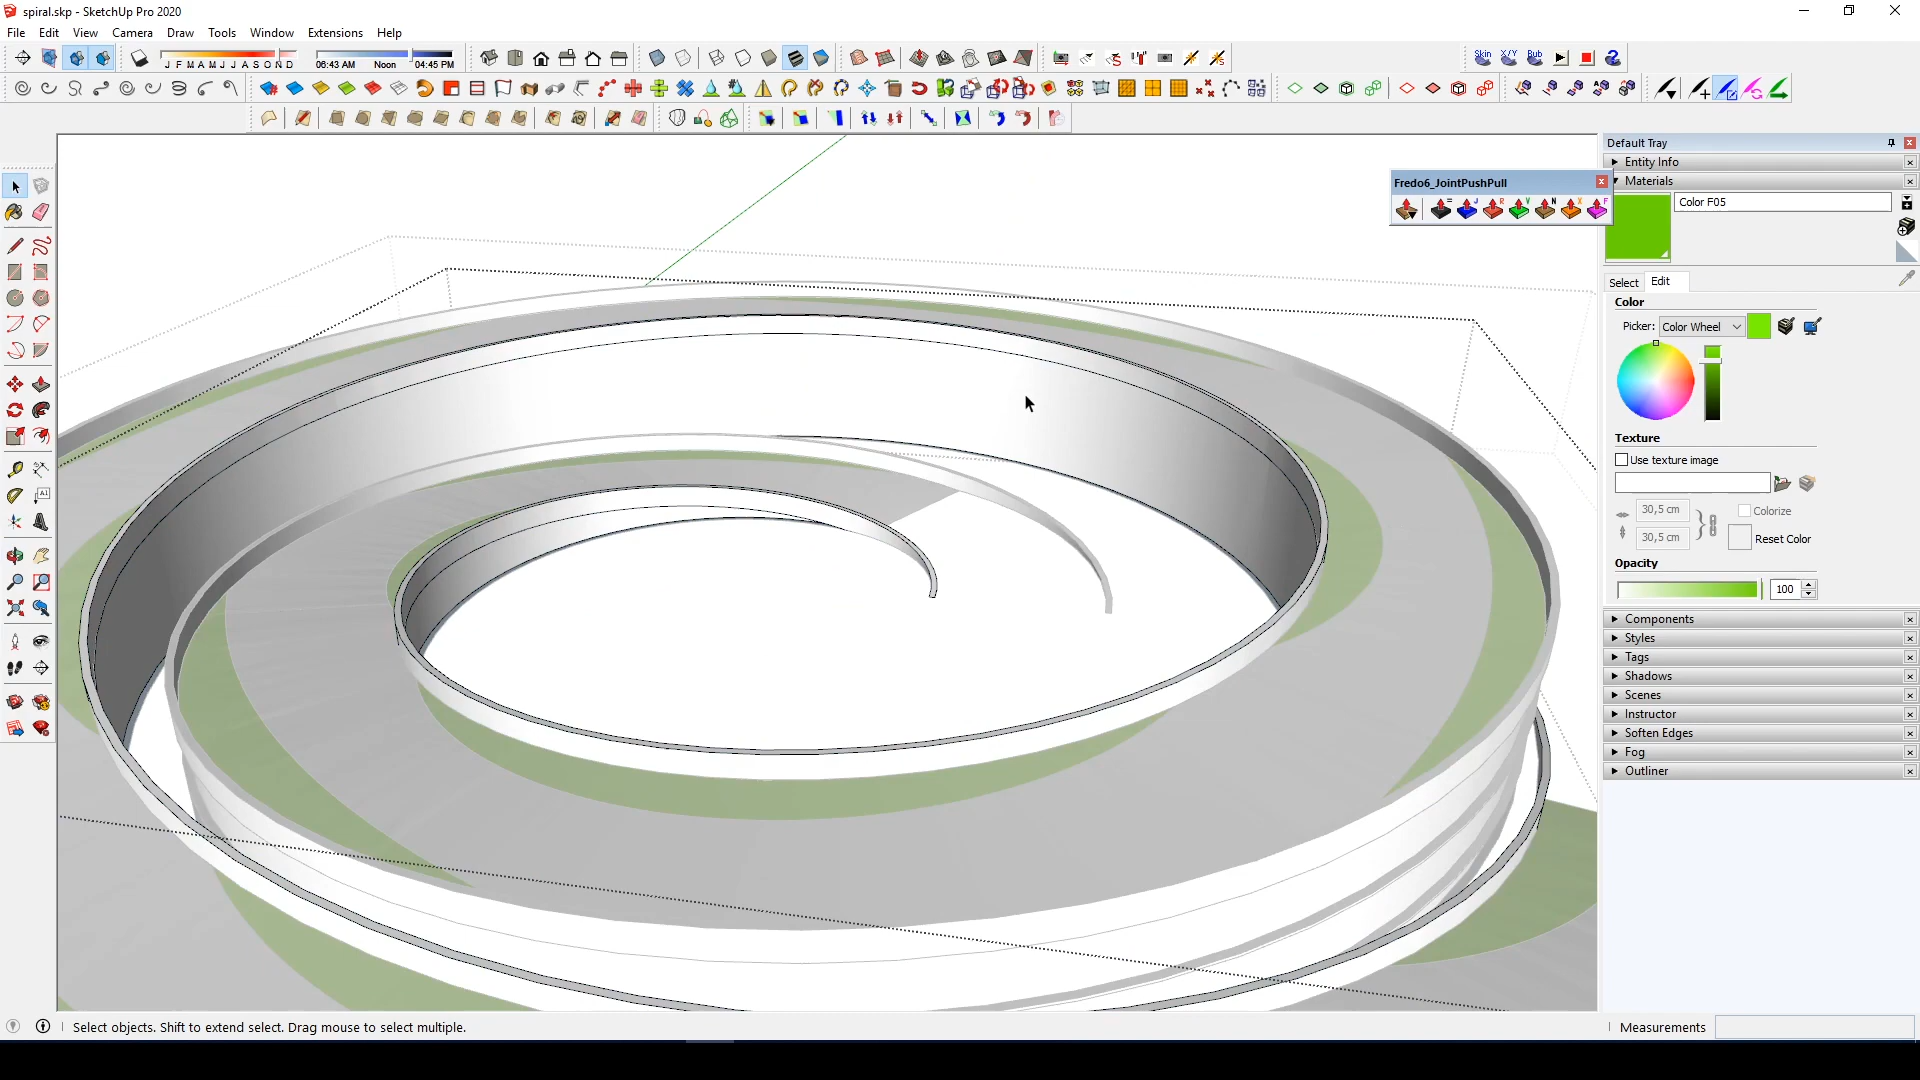 spiral.skp - SketchUp Pro 2020
File Edit View Camera Draw Tools Window Extensions Help
J F M A M J J A S O N D
06:43 AM Noon 04:45 PM
Skin X/Y Bub
Default Tray
Entity Info
Materials
Fredo6_JointPushPull
Color F05
Select Edit
Color
Picker: Color Wheel
Texture
Use texture image
30,5 cm
Colorize
30,5 cm
Reset Color
Opacity
100
Components
Styles
Tags
Shadows
Scenes
Instructor
Soften Edges
Fog
Outliner
Select objects. Shift to extend select. Drag mouse to select multiple.
Measurements